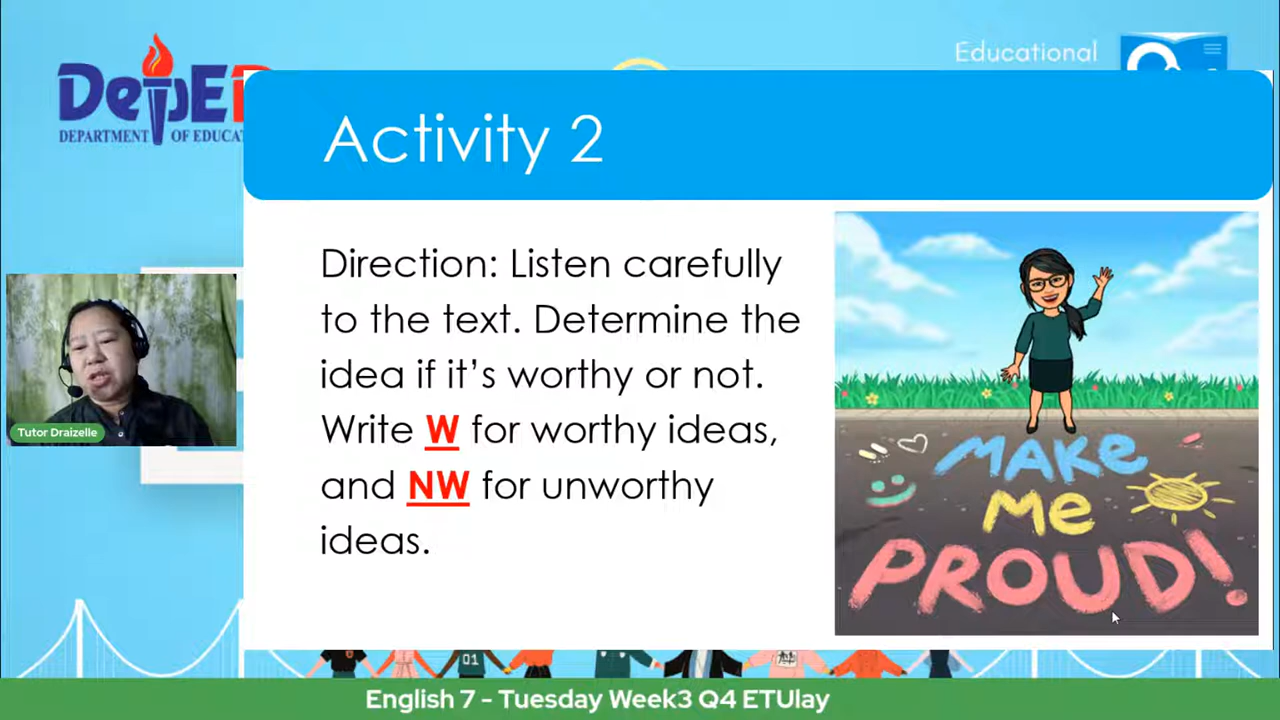 Educational
DepE
DEPARTMENT OF EDUCAT
Activity 2
Direction: Listen carefully
to the text. Determine the
idea if it's worthy or not.
Write W for worthy ideas,
and NW for unworthy
ideas.
MAKE
ME
PROUD!
Tutor Draizelle
01
English 7 - Tuesday Week3 Q4 ETUlay